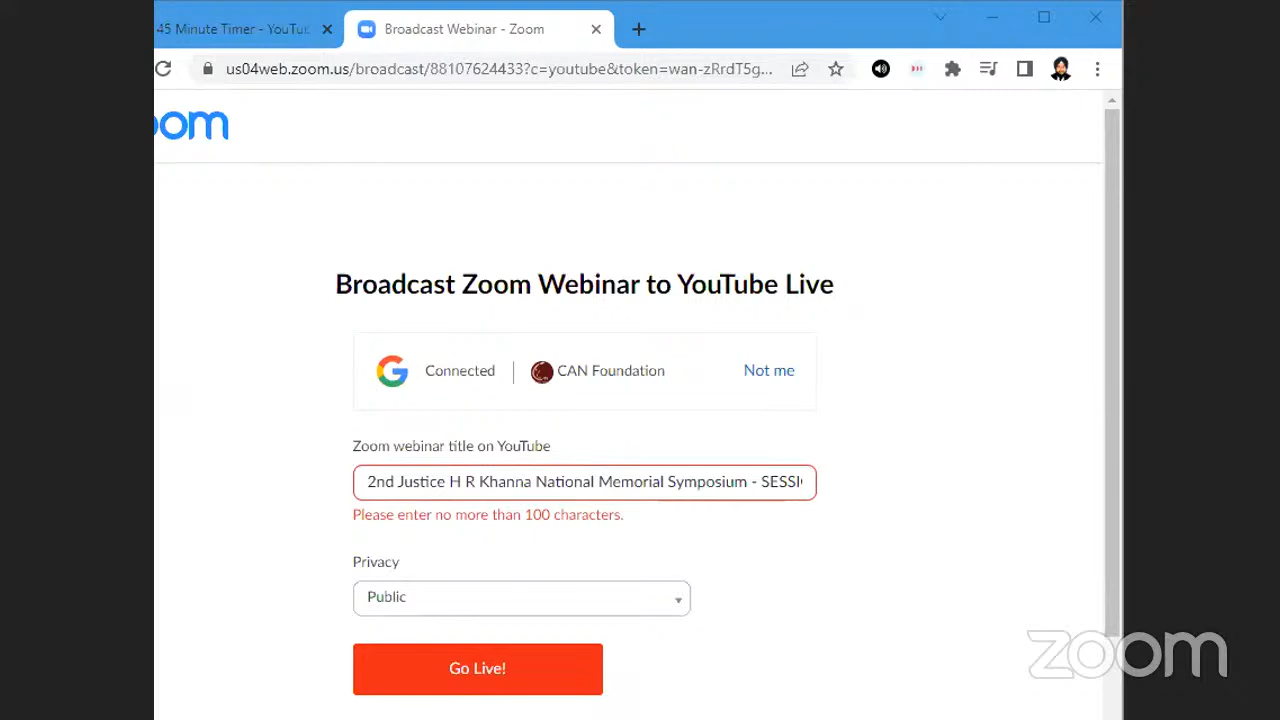 45 Minute Timer - YouTu
Broadcast Webinar - Zoom
us04web.zoom.us/broadcast/88107624433?c=youtube&token=wan-zRrdT5g...
oom
Broadcast Zoom Webinar to YouTube Live
Connected | CAN Foundation Not me
Zoom webinar title on YouTube
2nd Justice H R Khanna National Memorial Symposium - SESSI
Please enter no more than 100 characters.
Privacy
Public
Go Live!
zoom